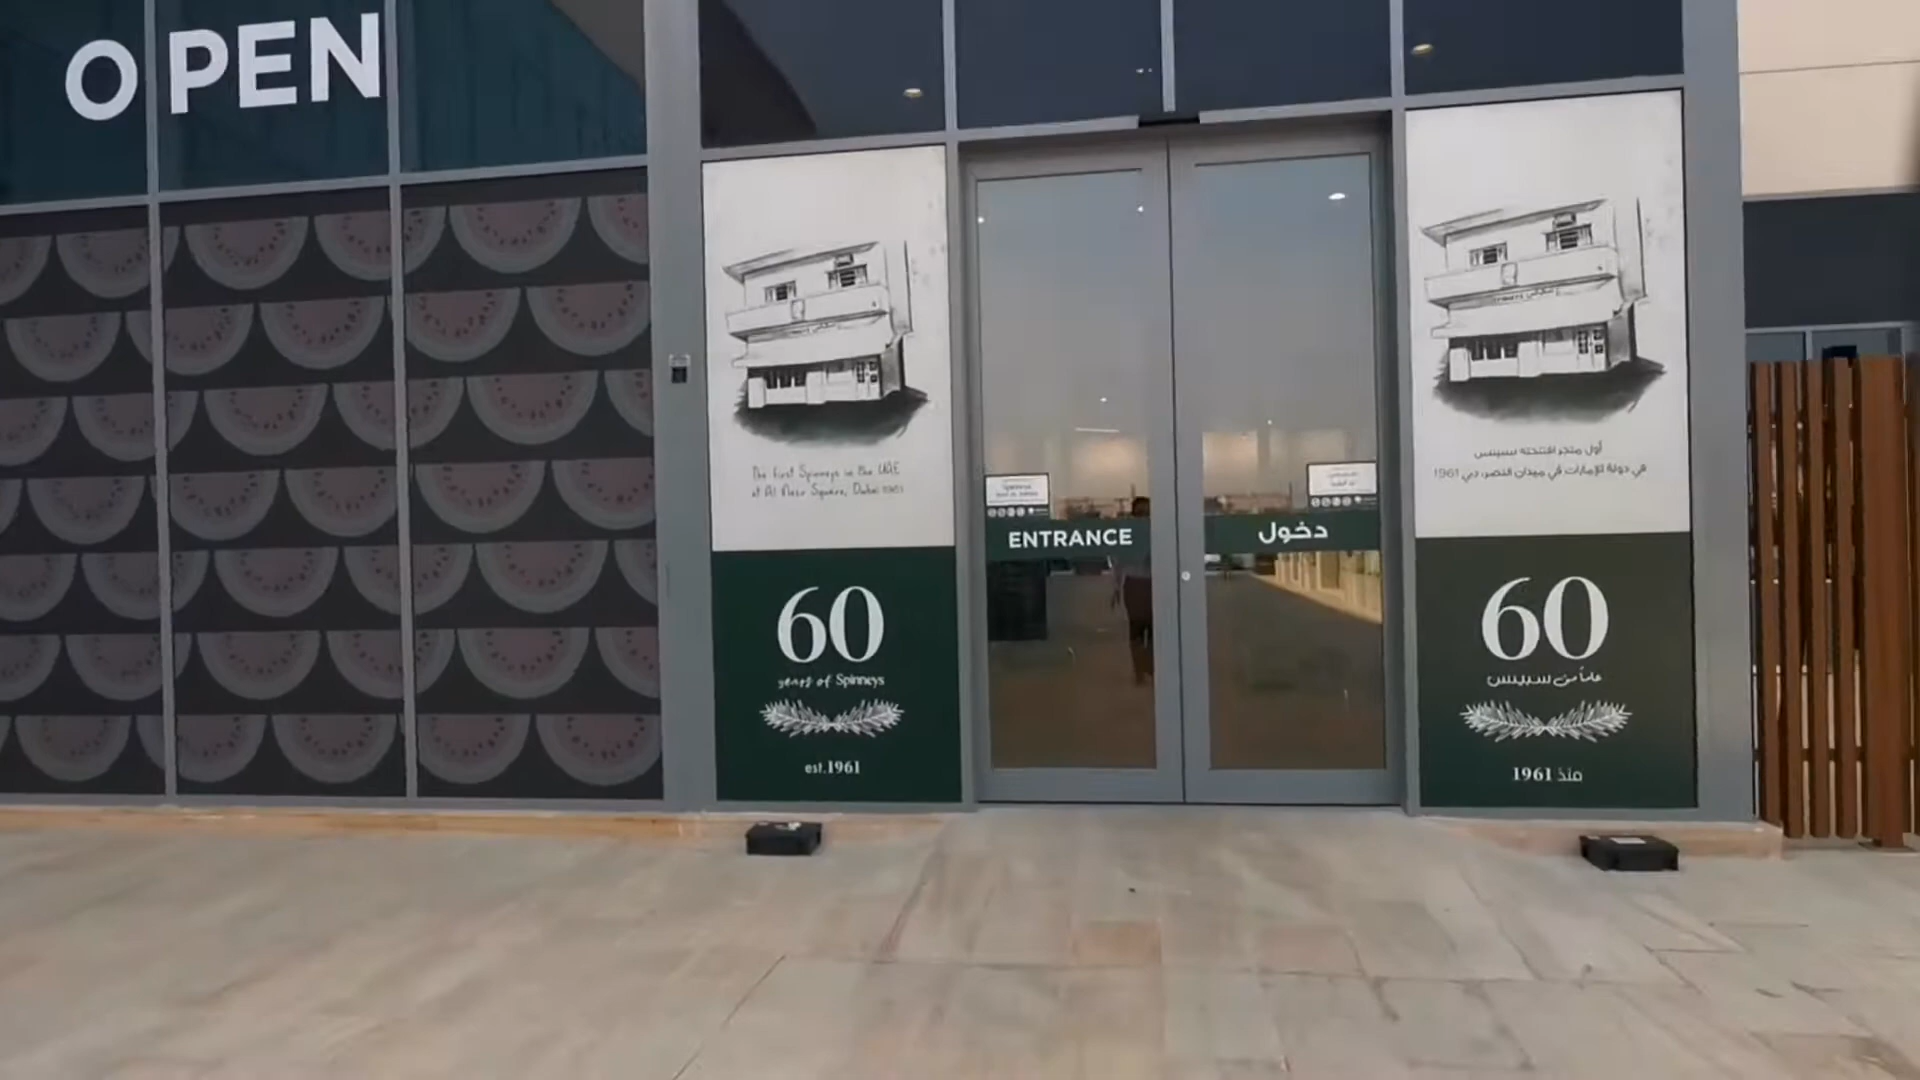 OPEN
The first Spinneys in the UAE
at Al Nasr Square, Dubai 1961
أول متجر افتتحته سبينس
في دولة الإمارات في ميدان النصر، دبي 1961
ENTRANCE
دخول
60
years of Spinneys
est.1961
60
عاماً من سبينس
منذ 1961